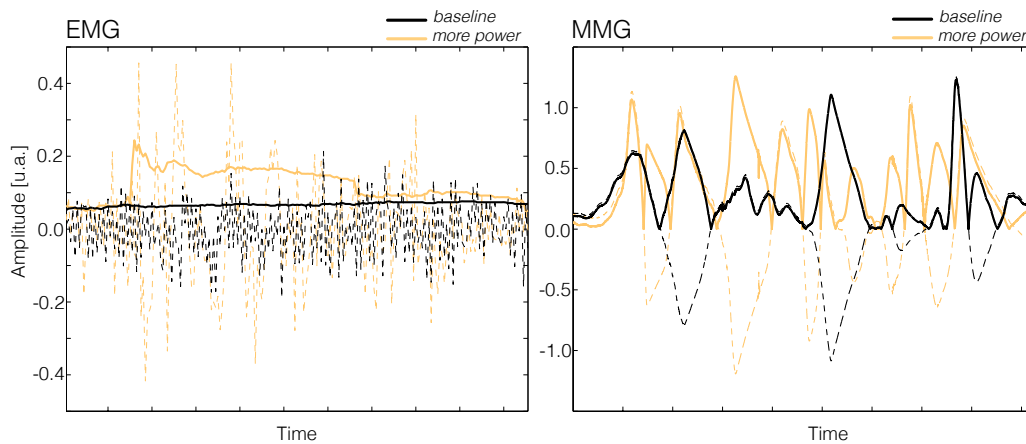 EMG
baseline
more power
0.4
0.2
0.0
-0.2
-0.4
Amplitude [u.a.]
Time
MMG
baseline
more power
1.0
0.5
0.0
-0.5
-1.0
Time